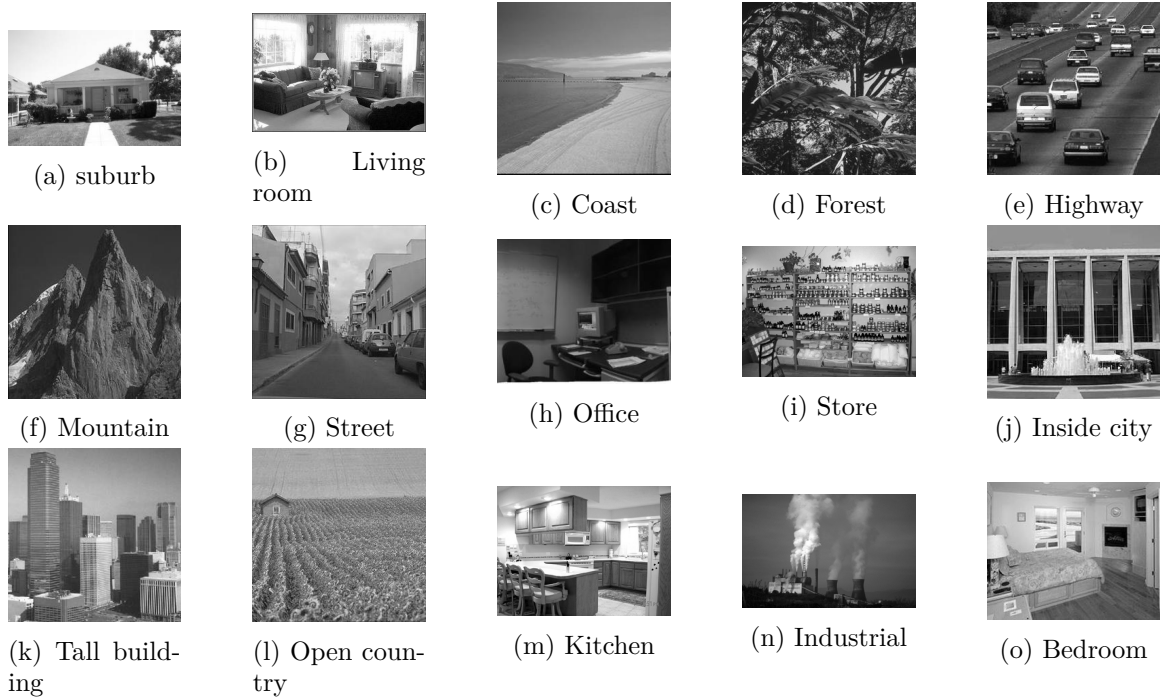 (a) suburb
(b) Living
room
(c) Coast
(d) Forest
(e) Highway
(f) Mountain
(g) Street
(h) Office
(i) Store
(j) Inside city
(k) Tall build-
ing
(l) Open coun-
try
(m) Kitchen
(n) Industrial
(o) Bedroom